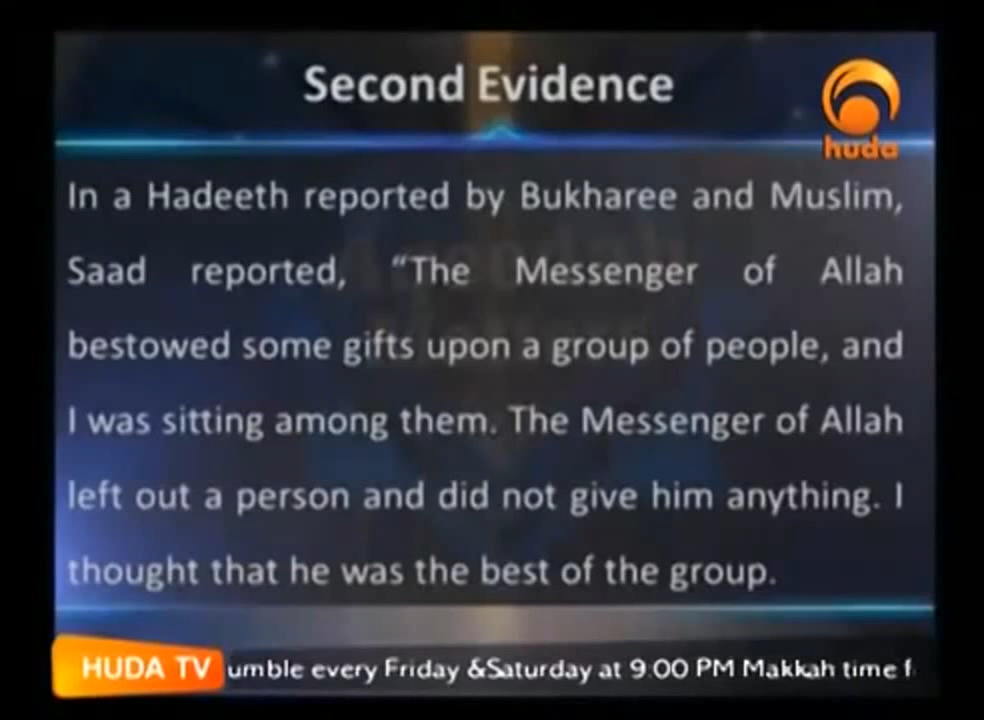 Second Evidence
huda
In a Hadeeth reported by Bukharee and Muslim,
Saad reported, “The Messenger of Allah
bestowed some gifts upon a group of people, and
I was sitting among them. The Messenger of Allah
left out a person and did not give him anything. I
thought that he was the best of the group.
HUDA TV umble every Friday &Saturday at 9:00 PM Makkah time f